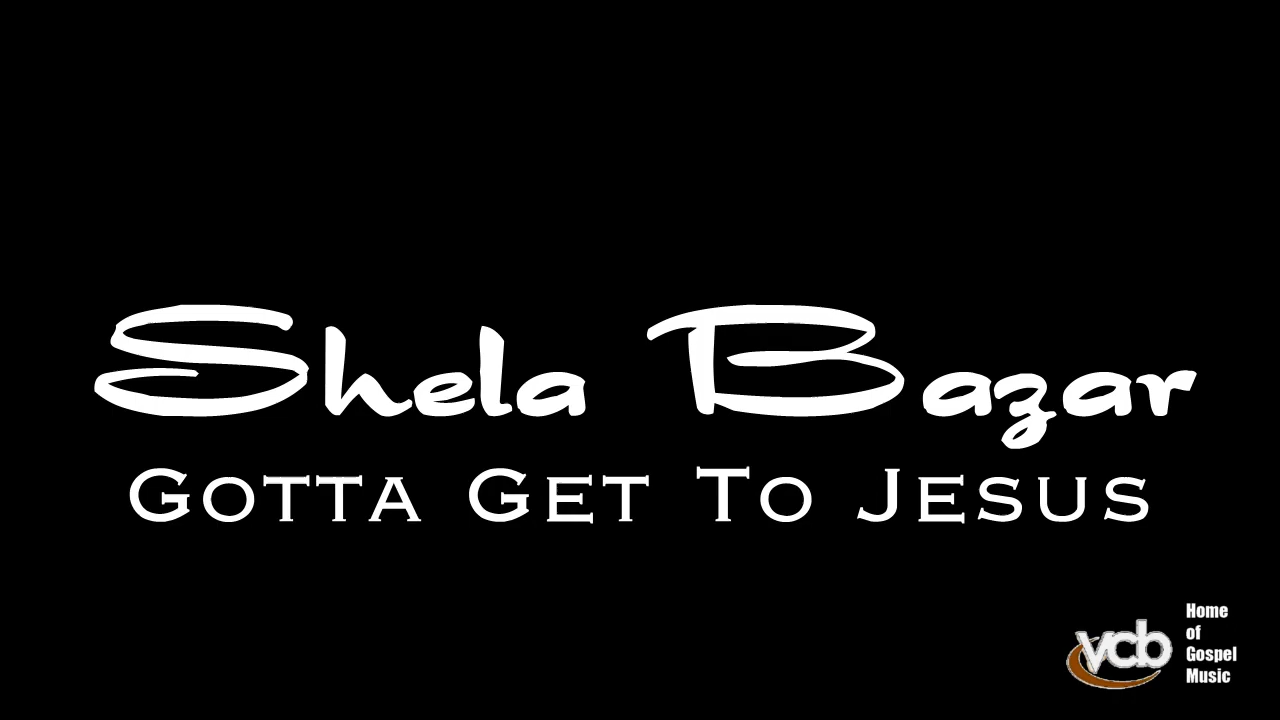 Shela Bazar
GOTTA GET TO JESUS
vcb
Home
of
Gospel
Music